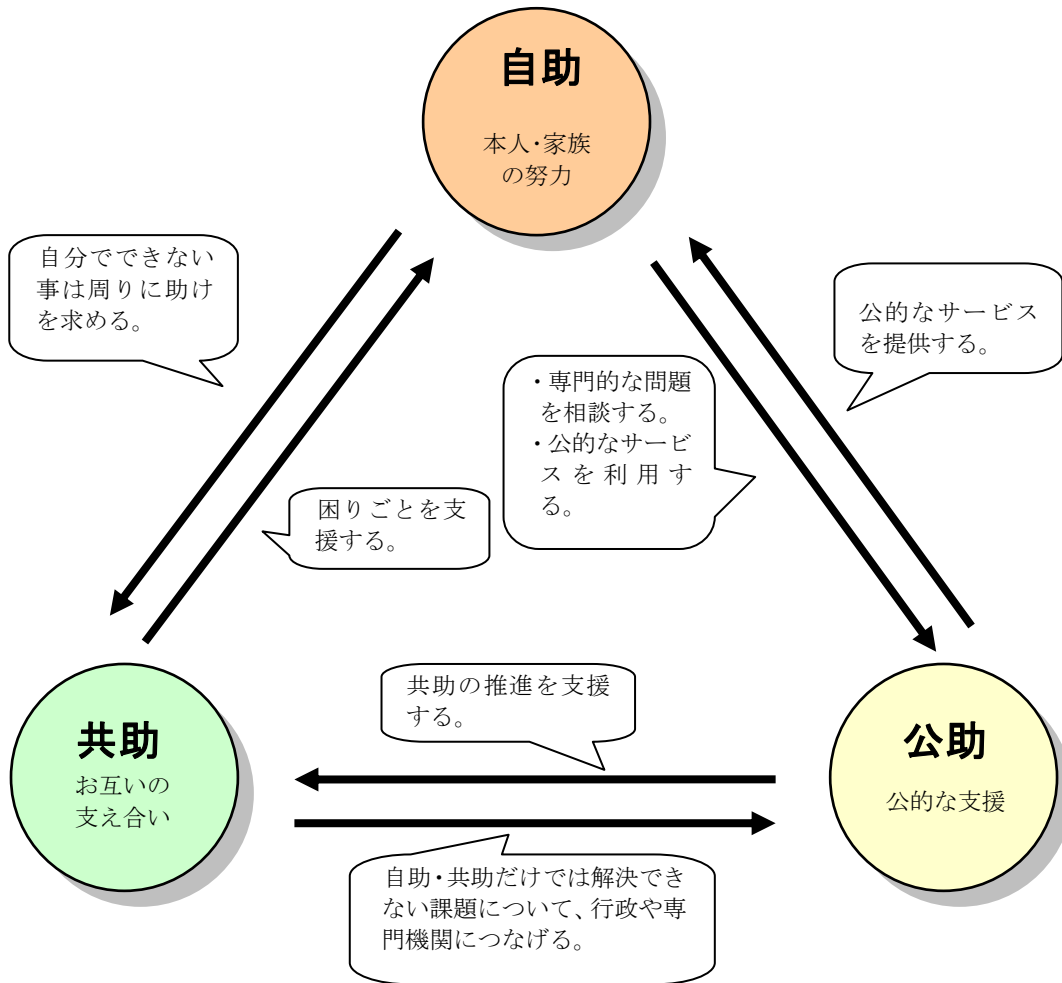 自助
本人・家族
の努力
自分でできない
事は周りに助け
を求める。
公的なサービス
を提供する。
・専門的な問題
を相談する。
・公的なサービ
スを利用す
る。
困りごとを支
援する。
共助の推進を支援
する。
共助
お互いの
支え合い
公助
公的な支援
自助・共助だけでは解決でき
ない課題について、行政や専
門機関につなげる。